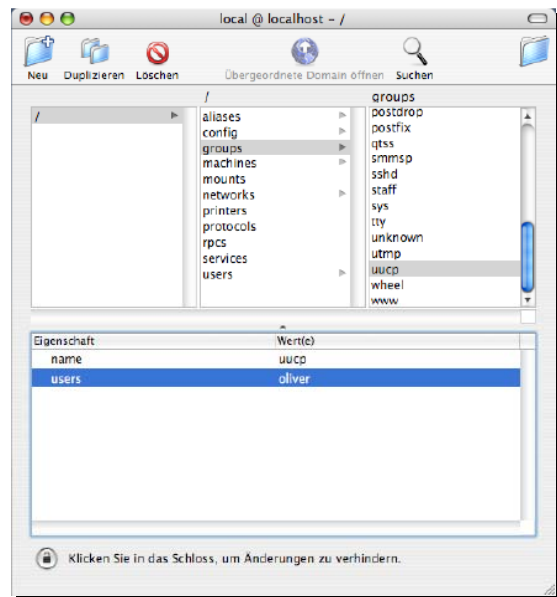 local @ localhost – /
Neu Duplizieren Löschen Übergeordnete Domain öffnen Suchen
/ groups
/
aliases
config
groups
machines
mounts
networks
printers
protocols
rpcs
services
users
postdrop
postfix
qtss
smmsp
sshd
staff
sys
tty
unknown
utmp
uucp
wheel
www
Eigenschaft Wert(e)
name uucp
users oliver
Klicken Sie in das Schloss, um Änderungen zu verhindern.